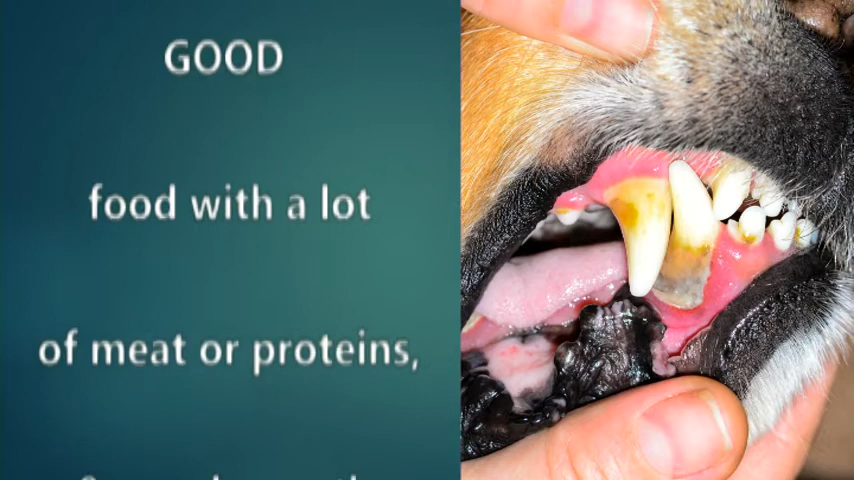 GOOD
food with a lot
of meat or proteins,